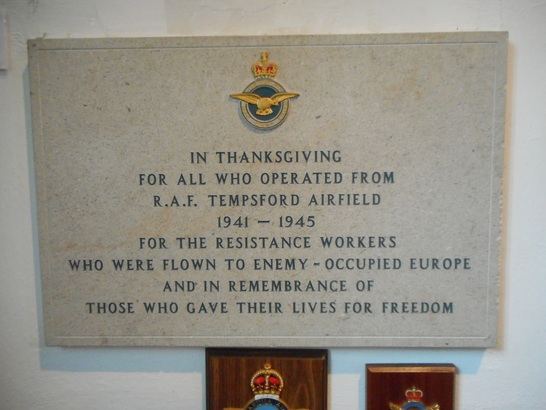 IN THANKSGIVING
FOR ALL WHO OPERATED FROM
R.A.F. TEMPSFORD AIRFIELD
1941 — 1945
FOR THE RESISTANCE WORKERS
WHO WERE FLOWN TO ENEMY-OCCUPIED EUROPE
AND IN REMEMBRANCE OF
THOSE WHO GAVE THEIR LIVES FOR FREEDOM